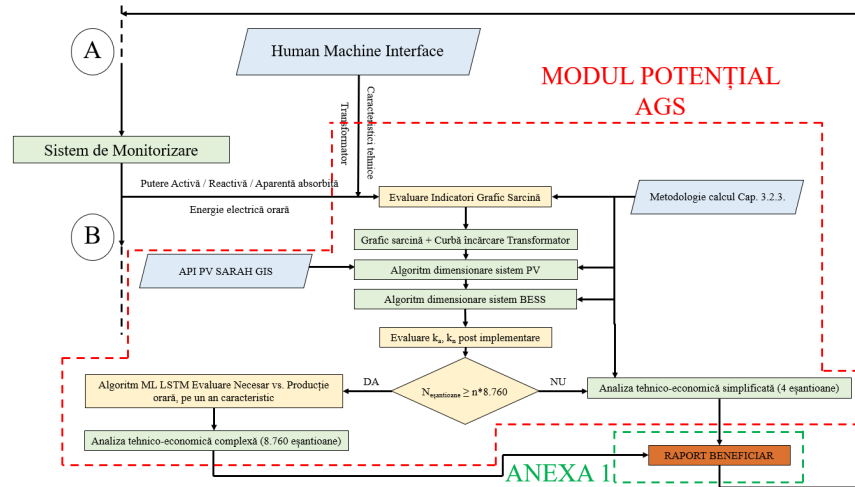 A
Human Machine Interface
MODUL POTENȚIAL
AGS
Sistem de Monitorizare
Caracteristici tehnice
Transformator
Putere Activă / Reactivă / Aparentă absorbită
Energie electrică orară
Evaluare Indicatori Grafic Sarcină
Metodologie calcul Cap. 3.2.3.
B
Grafic sarcină + Curbă încărcare Transformator
API PV SARAH GIS
Algoritm dimensionare sistem PV
Algoritm dimensionare sistem BESS
Evaluare kₐ, kₙ post implementare
Algoritm ML LSTM Evaluare Necesar vs. Producție
orară, pe un an caracteristic
DA
Neșantioane ≥ n*8.760
NU
Analiza tehnico-economică simplificată (4 eșantioane)
Analiza tehnico-economică complexă (8.760 eșantioane)
ANEXA 1
RAPORT BENEFICIAR